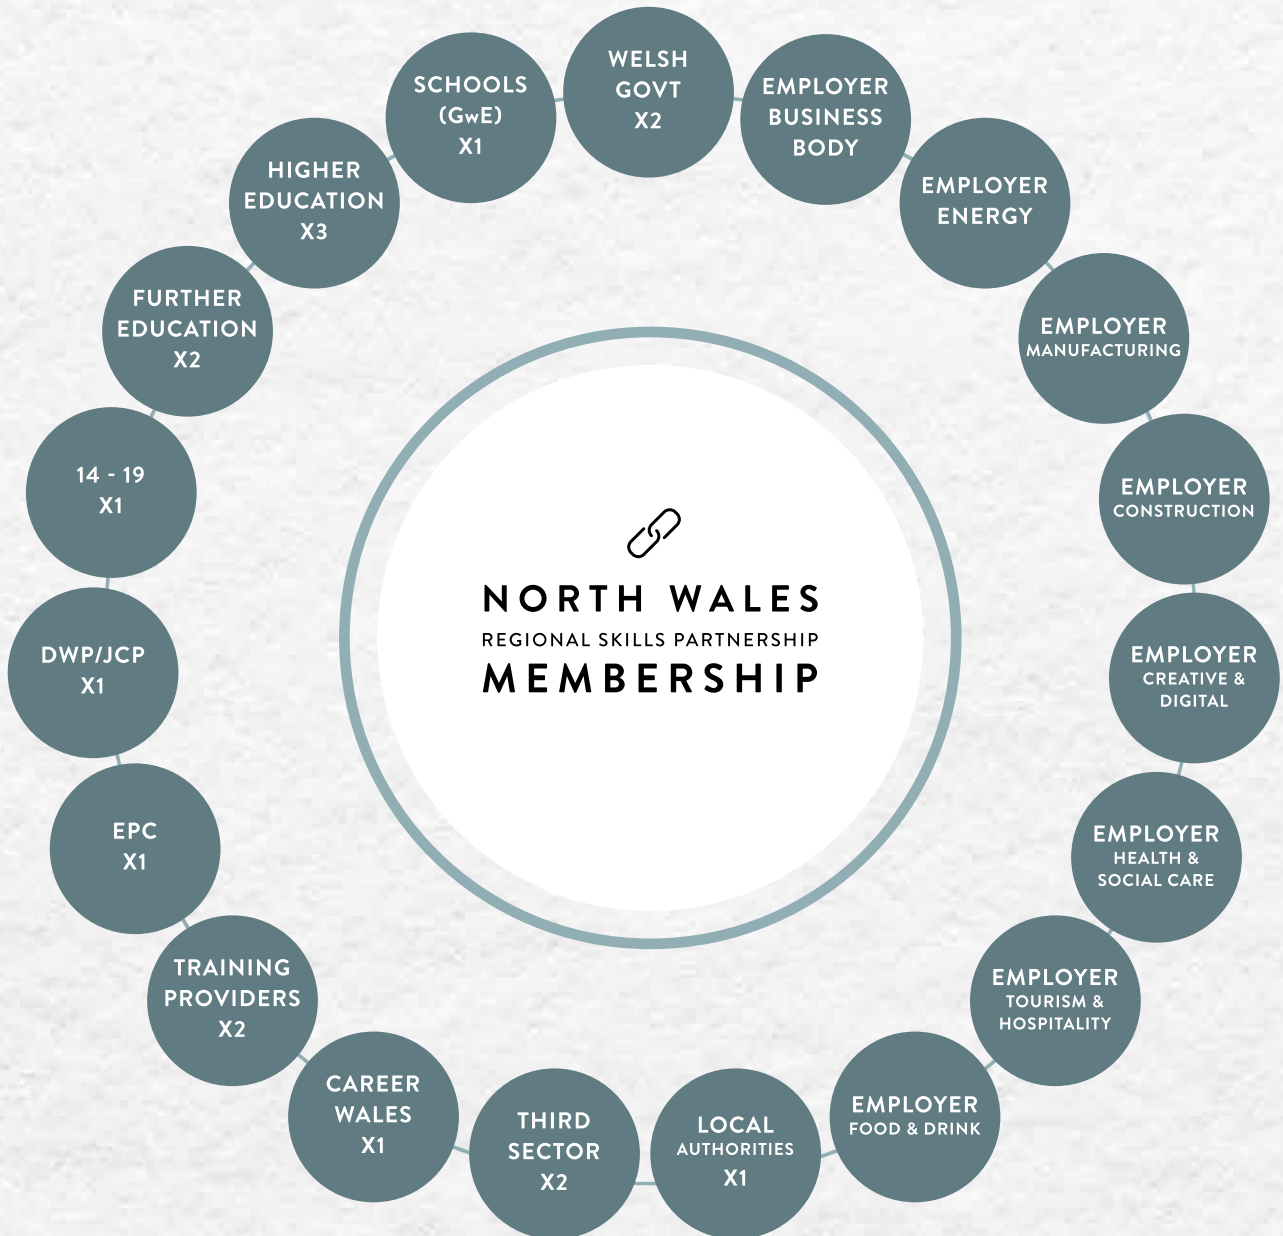 WELSH
GOVT
X2
EMPLOYER
BUSINESS
BODY
EMPLOYER
ENERGY
EMPLOYER
MANUFACTURING
EMPLOYER
CONSTRUCTION
EMPLOYER
CREATIVE &
DIGITAL
EMPLOYER
HEALTH &
SOCIAL CARE
EMPLOYER
TOURISM &
HOSPITALITY
EMPLOYER
FOOD & DRINK
LOCAL
AUTHORITIES
X1
THIRD
SECTOR
X2
CAREER
WALES
X1
TRAINING
PROVIDERS
X2
EPC
X1
DWP/JCP
X1
14 - 19
X1
FURTHER
EDUCATION
X2
HIGHER
EDUCATION
X3
SCHOOLS
(GwE)
X1
NORTH WALES
REGIONAL SKILLS PARTNERSHIP
MEMBERSHIP